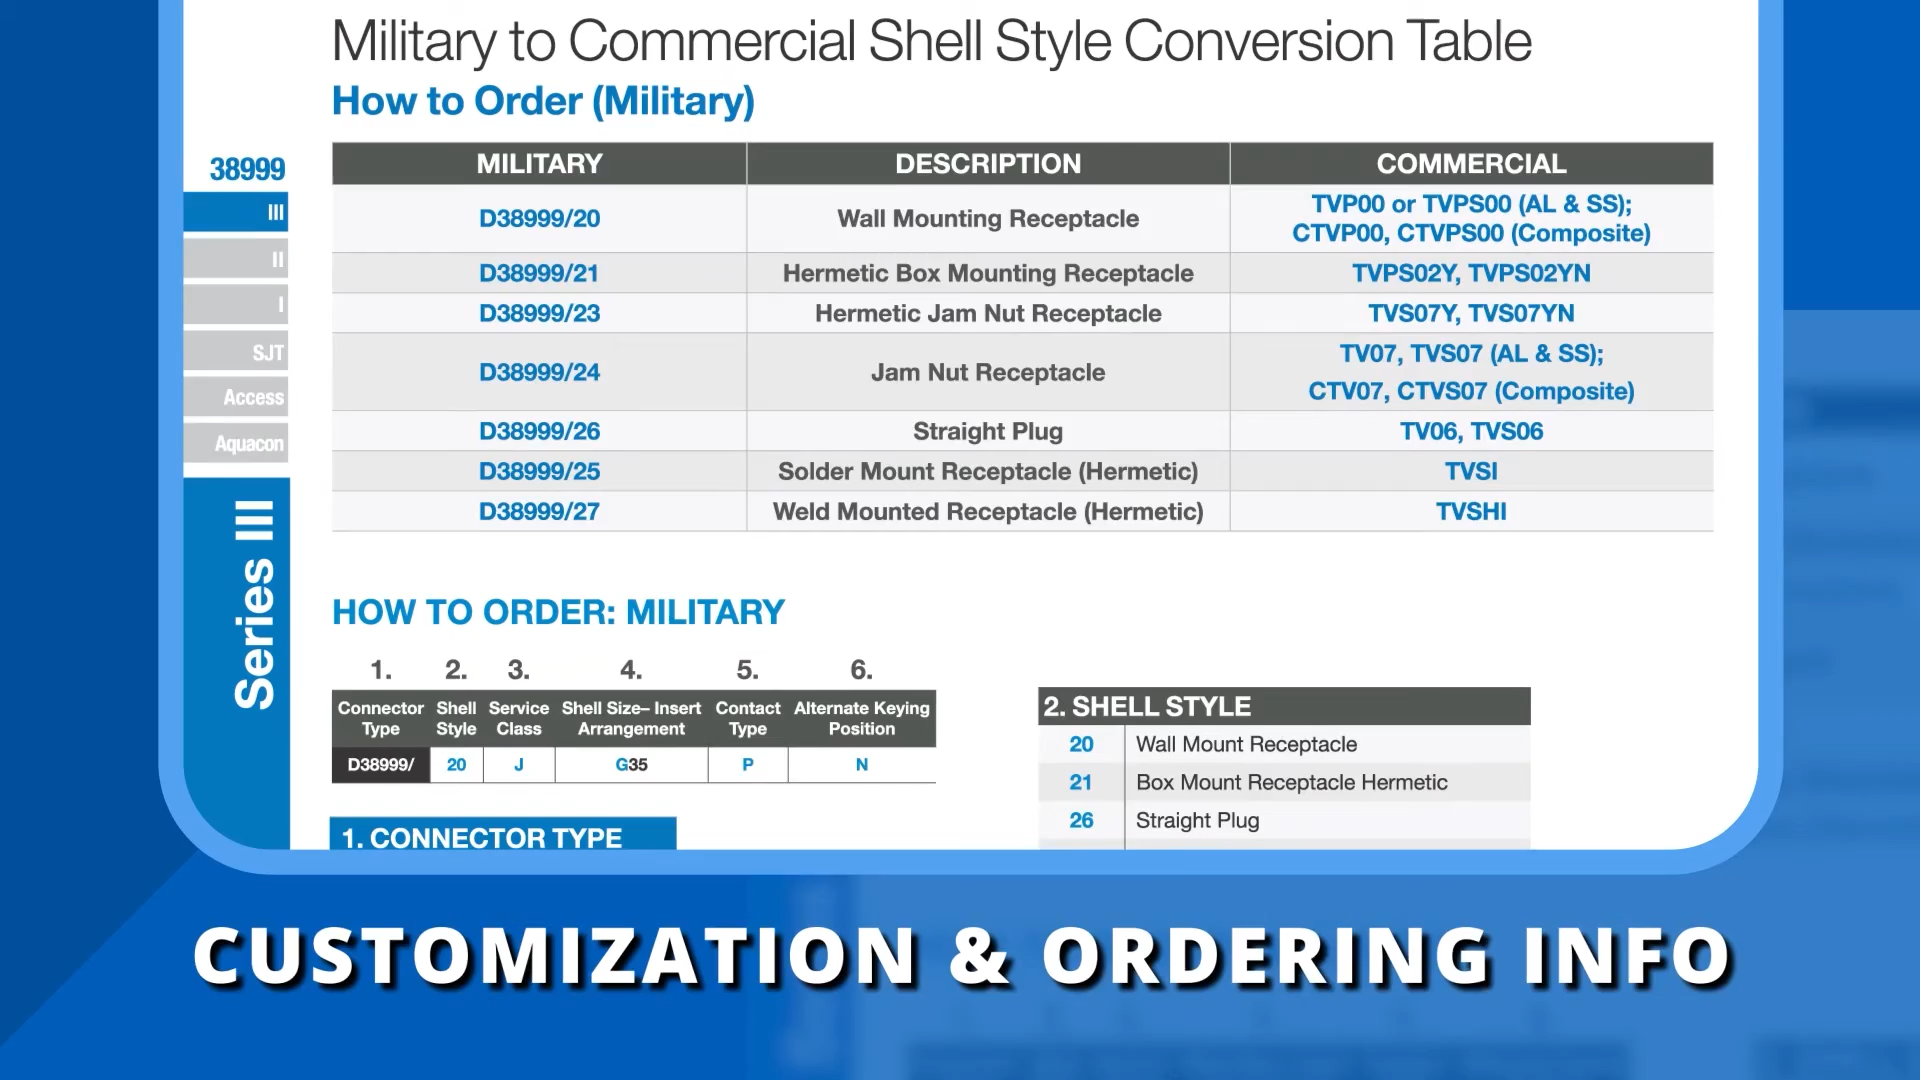 Military to Commercial Shell Style Conversion Table
How to Order (Military)
38999
III
II
I
SJT
Access
Aquacon
Series III
MILITARY DESCRIPTION COMMERCIAL
D38999/20 Wall Mounting Receptacle TVP00 or TVPS00 (AL & SS);
CTVP00, CTVPS00 (Composite)
D38999/21 Hermetic Box Mounting Receptacle TVPS02Y, TVPS02YN
D38999/23 Hermetic Jam Nut Receptacle TVS07Y, TVS07YN
D38999/24 Jam Nut Receptacle TV07, TVS07 (AL & SS);
CTV07, CTVS07 (Composite)
D38999/26 Straight Plug TV06, TVS06
D38999/25 Solder Mount Receptacle (Hermetic) TVSI
D38999/27 Weld Mounted Receptacle (Hermetic) TVSHI
HOW TO ORDER: MILITARY
1. 2. 3. 4. 5. 6.
Connector Shell Service Shell Size– Insert Contact Alternate Keying
Type Style Class Arrangement Type Position
D38999/ 20 J G35 P N
1. CONNECTOR TYPE
2. SHELL STYLE
20 Wall Mount Receptacle
21 Box Mount Receptacle Hermetic
26 Straight Plug
CUSTOMIZATION & ORDERING INFO